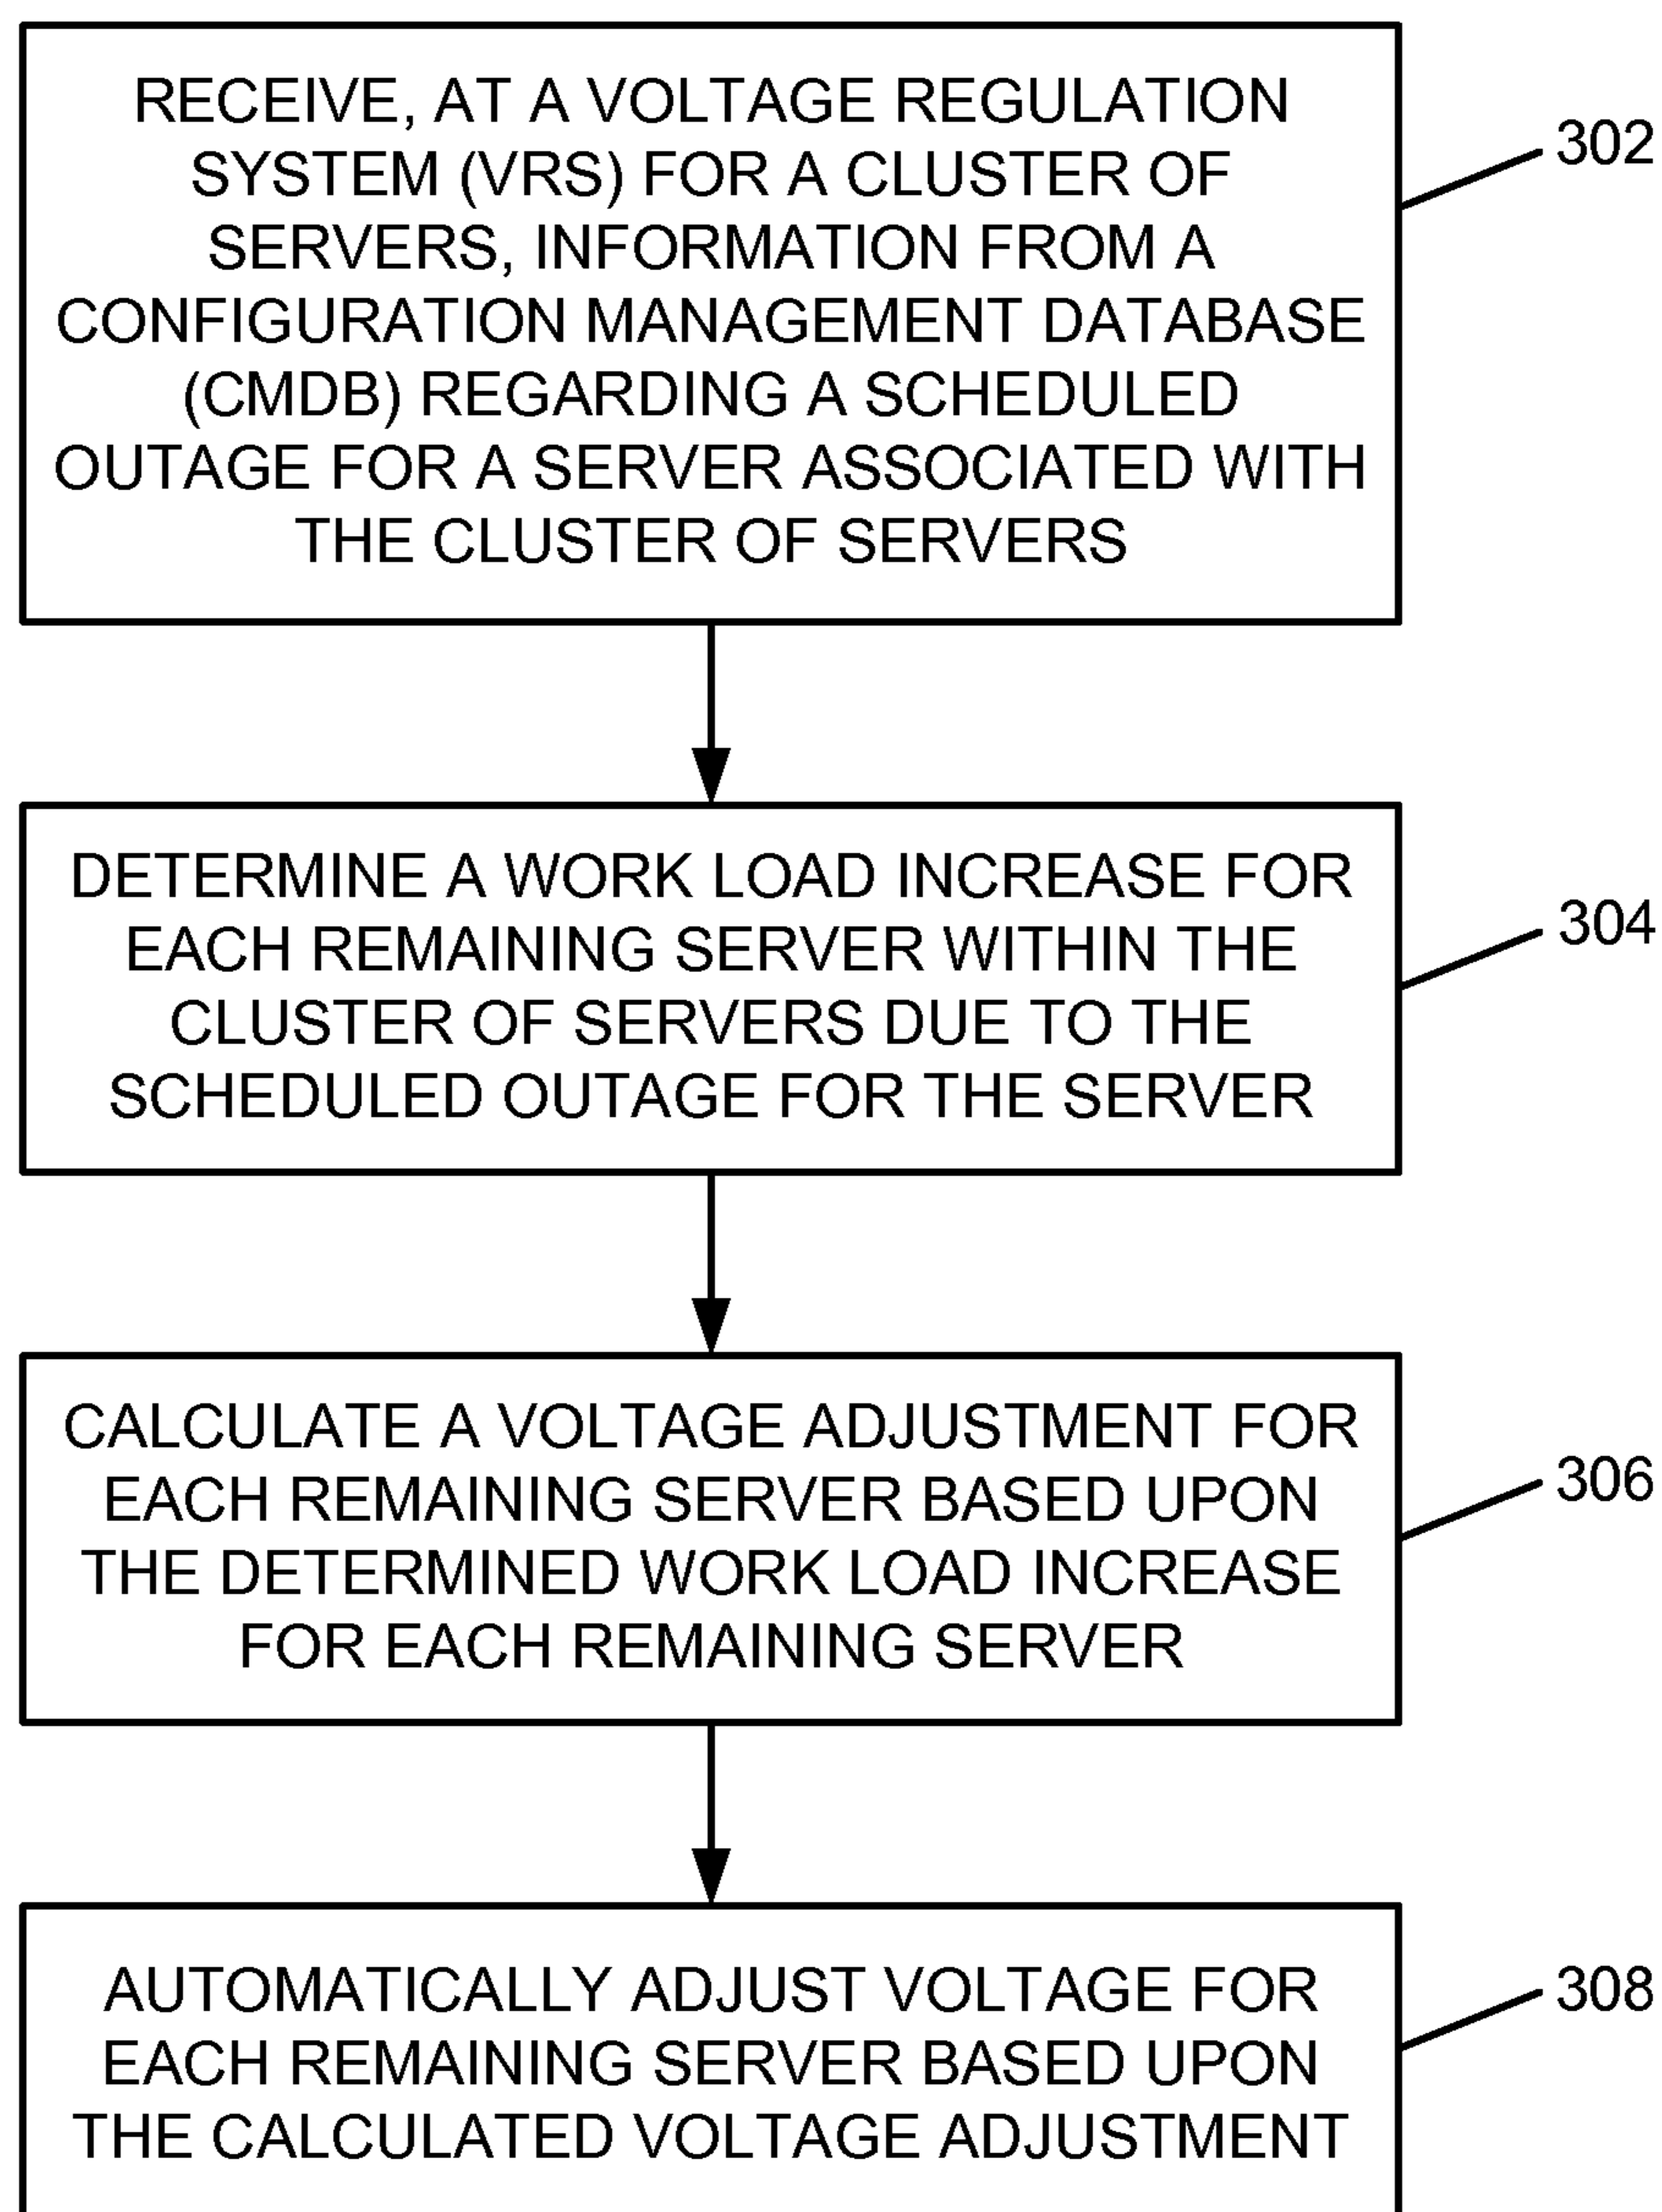 RECEIVE, AT A VOLTAGE REGULATION
SYSTEM (VRS) FOR A CLUSTER OF
SERVERS, INFORMATION FROM A
CONFIGURATION MANAGEMENT DATABASE
(CMDB) REGARDING A SCHEDULED
OUTAGE FOR A SERVER ASSOCIATED WITH
THE CLUSTER OF SERVERS
302
DETERMINE A WORK LOAD INCREASE FOR
EACH REMAINING SERVER WITHIN THE
CLUSTER OF SERVERS DUE TO THE
SCHEDULED OUTAGE FOR THE SERVER
304
CALCULATE A VOLTAGE ADJUSTMENT FOR
EACH REMAINING SERVER BASED UPON
THE DETERMINED WORK LOAD INCREASE
FOR EACH REMAINING SERVER
306
AUTOMATICALLY ADJUST VOLTAGE FOR
EACH REMAINING SERVER BASED UPON
THE CALCULATED VOLTAGE ADJUSTMENT
308